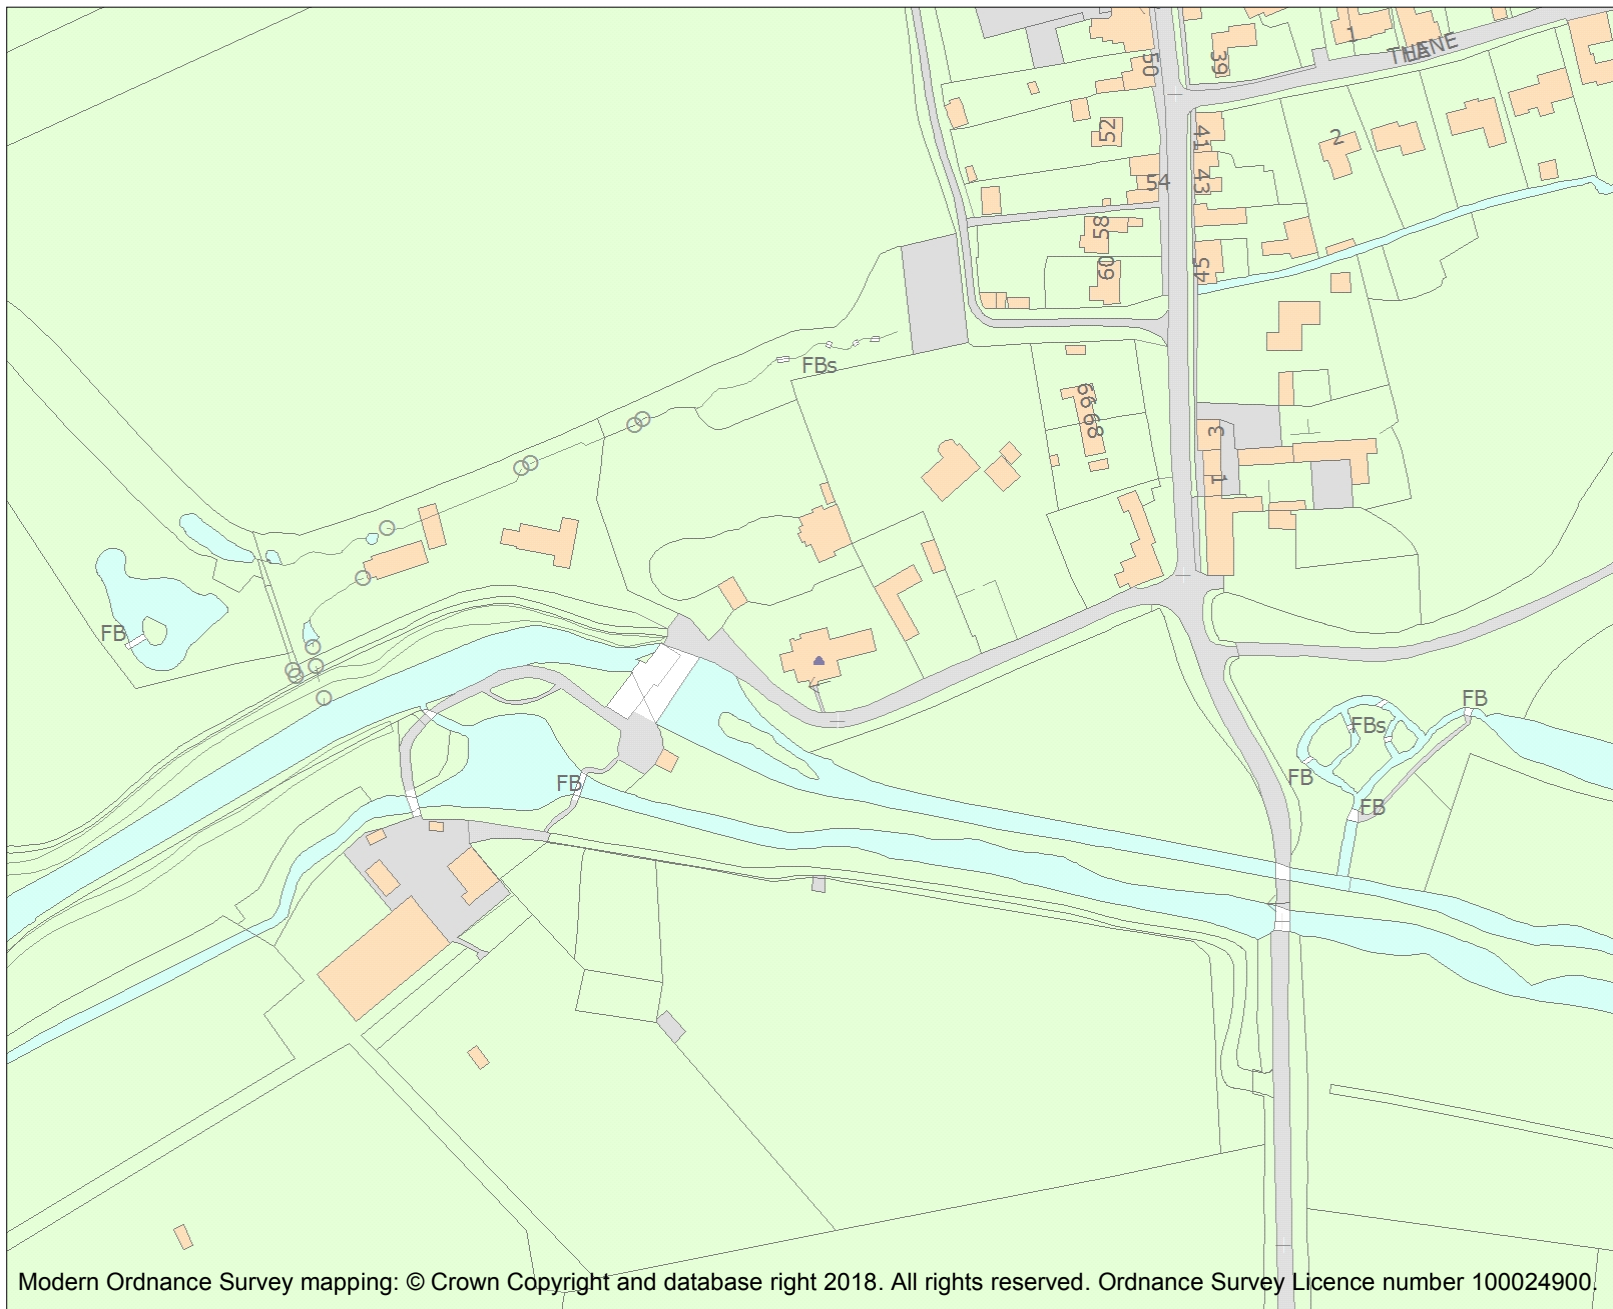 50
39
1
THE LANE
52
41
2
43
54
58
45
60
FBs
66
68
3
1
FB
FB
FBs
FB
FB
FB
Modern Ordnance Survey mapping: © Crown Copyright and database right 2018. All rights reserved. Ordnance Survey Licence number 100024900.